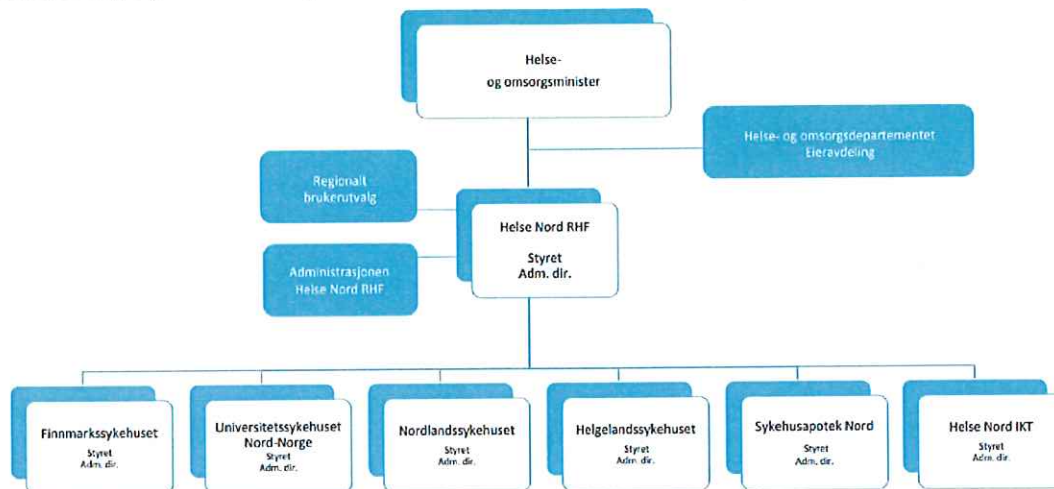 Helse-
og omsorgsminister
Helse- og omsorgsdepartementet
Eieravdeling
Regionalt
brukerutvalg
Helse Nord RHF
Styret
Adm. dir.
Administrasjonen
Helse Nord RHF
Finnmarkssykehuset
Styret
Adm. dir.
Universitetssykehuset
Nord-Norge
Styret
Adm. dir.
Nordlandssykehuset
Styret
Adm. dir.
Helgelandssykehuset
Styret
Adm. dir.
Sykehusapotek Nord
Styret
Adm. dir.
Helse Nord IKT
Styret
Adm. dir.